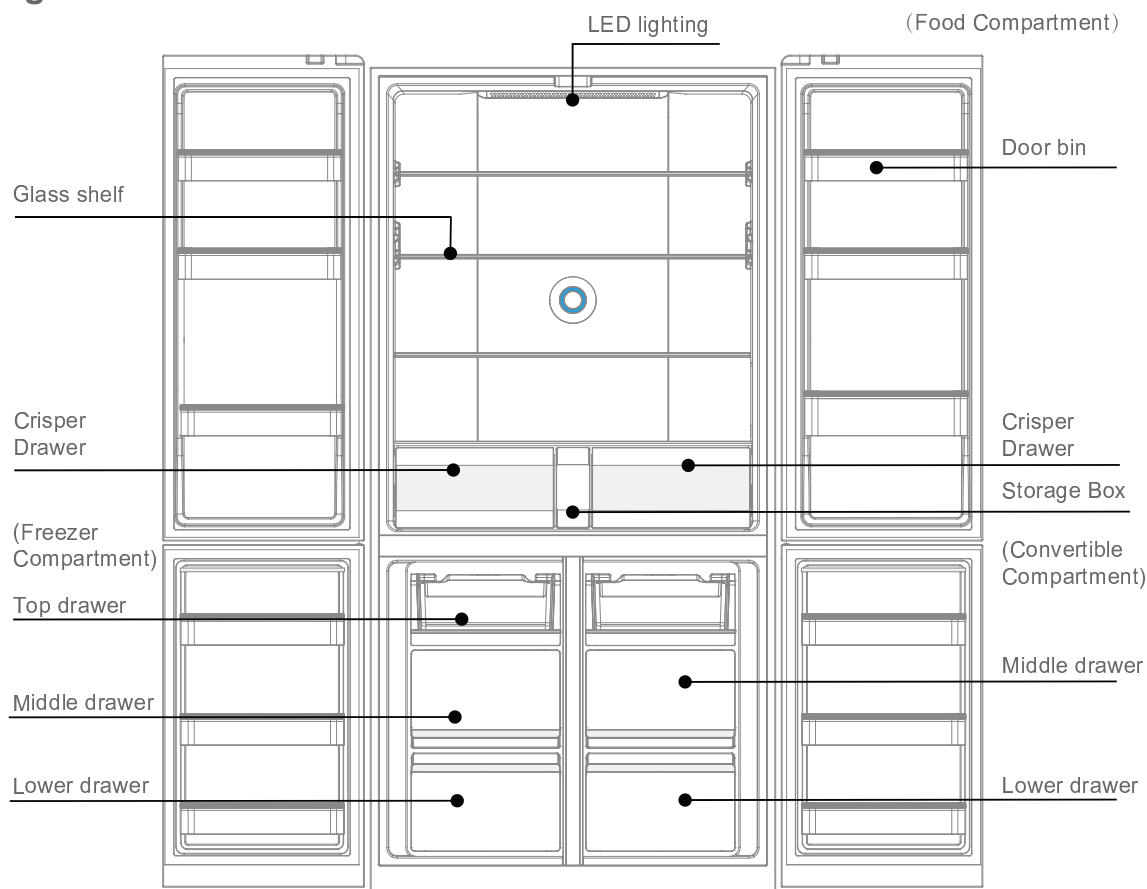 LED lighting
（Food Compartment）
Door bin
Glass shelf
Crisper
Drawer
Crisper
Drawer
Storage Box
(Freezer
Compartment)
(Convertible
Compartment)
Top drawer
Middle drawer
Middle drawer
Lower drawer
Lower drawer